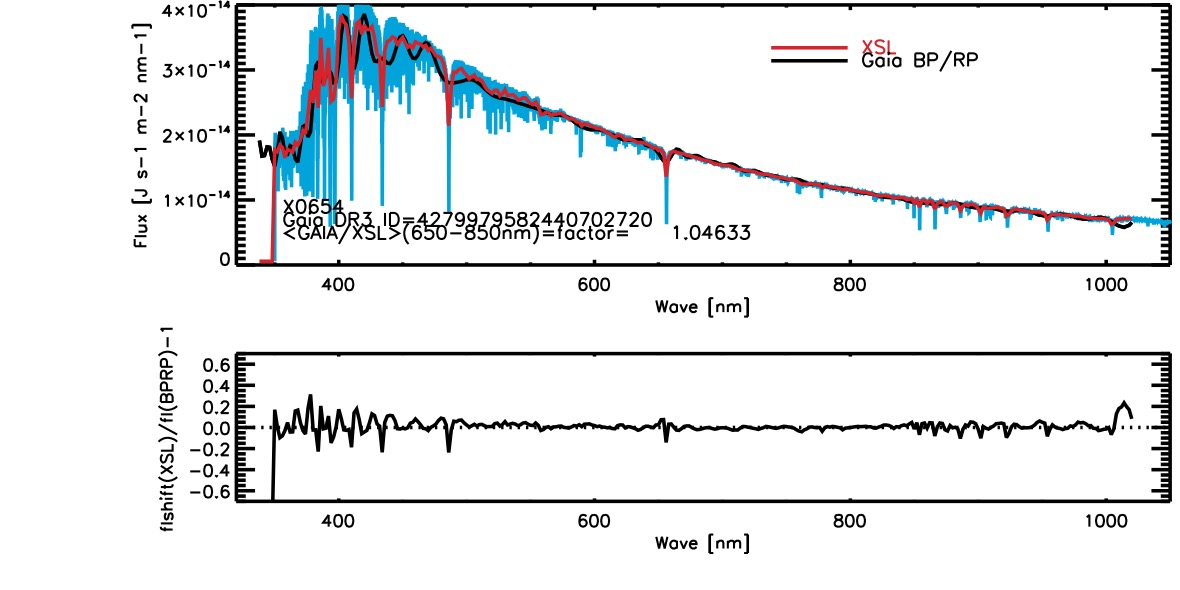 4×10−14
3×10−14
2×10−14
1×10−14
0
Flux [J s−1 m−2 nm−1]
XSL
Gaia BP/RP
X0654
Gaia DR3 ID=4279979582440702720
<GAIA/XSL>(650−850nm)=factor= 1.04633
400 600 800 1000
Wave [nm]
0.6
0.4
0.2
0.0
−0.2
−0.4
−0.6
flshift(XSL)/fl(BPRP)−1
400 600 800 1000
Wave [nm]